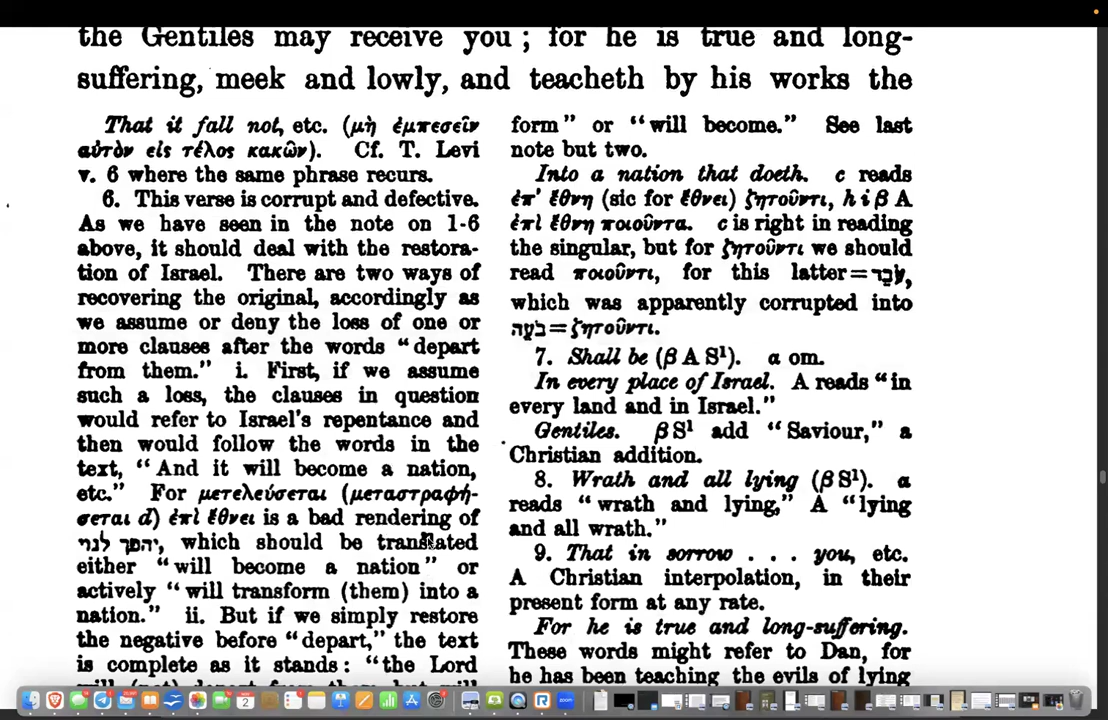 the Gentiles may receive you ; for he is true and long-
suffering, meek and lowly, and teacheth by his works the
That it fall not, etc. (μὴ ἐμπεσεῖν
αὐτὸν εἰς τέλος κακῶν). Cf. T. Levi
v. 6 where the same phrase recurs.
6. This verse is corrupt and defective.
As we have seen in the note on 1-6
above, it should deal with the restora-
tion of Israel. There are two ways of
recovering the original, accordingly as
we assume or deny the loss of one or
more clauses after the words “depart
from them.” i. First, if we assume
such a loss, the clauses in question
would refer to Israel's repentance and
then would follow the words in the
text, “And it will become a nation,
etc.” For μετελεύσεται (μεταστραφή-
σεται d) ἐπὶ ἔθνει is a bad rendering of
יהפך לגוי, which should be translated
either “will become a nation” or
actively “will transform (them) into a
nation.” ii. But if we simply restore
the negative before “depart,” the text
is complete as it stands: “the Lord
form” or “will become.” See last
note but two.
Into a nation that doeth. c reads
ἐπ' ἔθνη (sic for ἔθνει) ζητοῦντι, h i β A
ἐπὶ ἔθνη ποιοῦντα. c is right in reading
the singular, but for ζητοῦντι we should
read ποιοῦντι, for this latter=עבר,
which was apparently corrupted into
בעה=ζητοῦντι.
7. Shall be (β A S¹). α om.
In every place of Israel. A reads “in
every land and in Israel.”
Gentiles. β S¹ add “Saviour,” a
Christian addition.
8. Wrath and all lying (β S¹). α
reads “wrath and lying,” A “lying
and all wrath.”
9. That in sorrow . . . you, etc.
A Christian interpolation, in their
present form at any rate.
For he is true and long-suffering.
These words might refer to Dan, for
he has been teaching the evils of lying